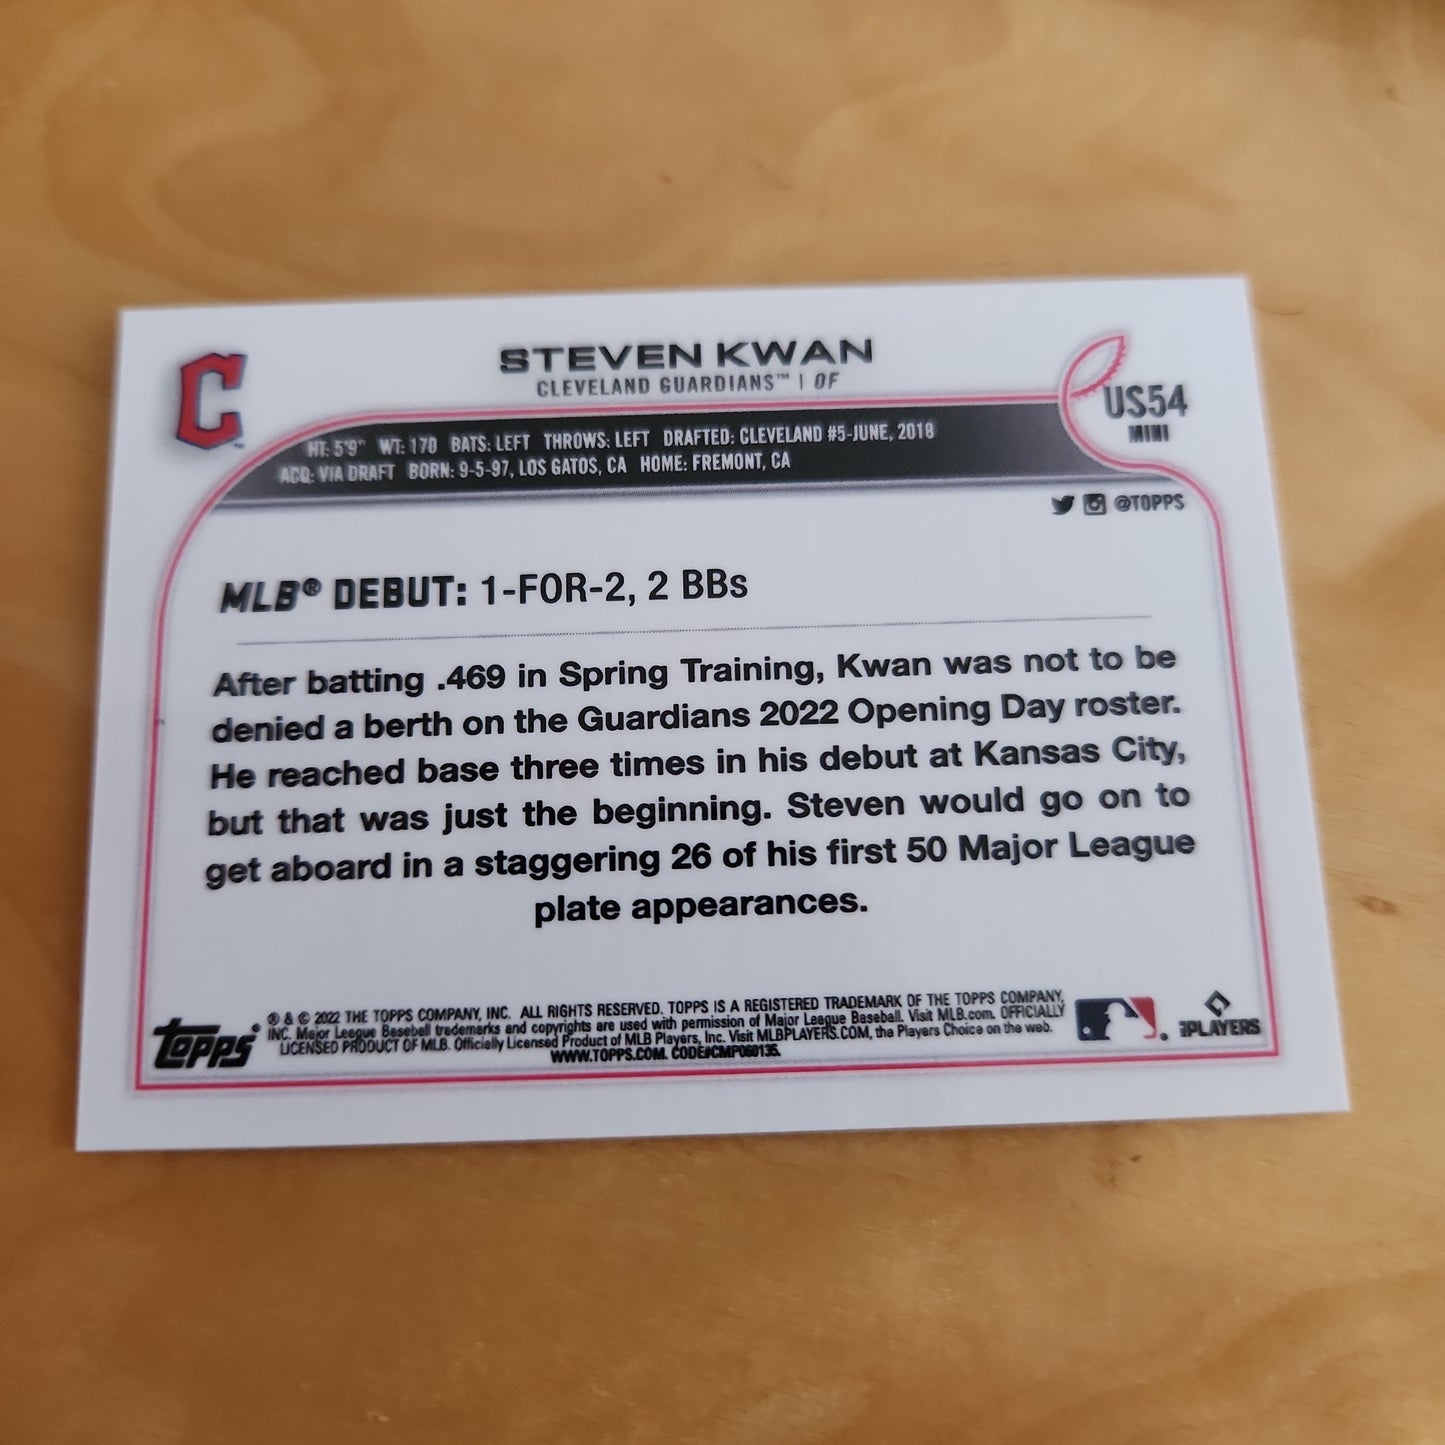 C
STEVEN KWAN
CLEVELAND GUARDIANS™ | OF
US54
MINI
HT: 5'9" WT: 170 BATS: LEFT THROWS: LEFT DRAFTED: CLEVELAND #5-JUNE, 2018
ACQ: VIA DRAFT BORN: 9-5-97, LOS GATOS, CA HOME: FREMONT, CA
@TOPPS
MLB® DEBUT: 1-FOR-2, 2 BBs
After batting .469 in Spring Training, Kwan was not to be
denied a berth on the Guardians 2022 Opening Day roster.
He reached base three times in his debut at Kansas City,
but that was just the beginning. Steven would go on to
get aboard in a staggering 26 of his first 50 Major League
plate appearances.
Topps
® & © 2022 THE TOPPS COMPANY, INC. ALL RIGHTS RESERVED. TOPPS IS A REGISTERED TRADEMARK OF THE TOPPS COMPANY,
INC. Major League Baseball trademarks and copyrights are used with permission of Major League Baseball. Visit MLB.com. OFFICIALLY
LICENSED PRODUCT OF MLB. Officially Licensed Product of MLB Players, Inc. Visit MLBPLAYERS.COM, the Players Choice on the web.
WWW.TOPPS.COM. CODE#CMP060135.
PLAYERS